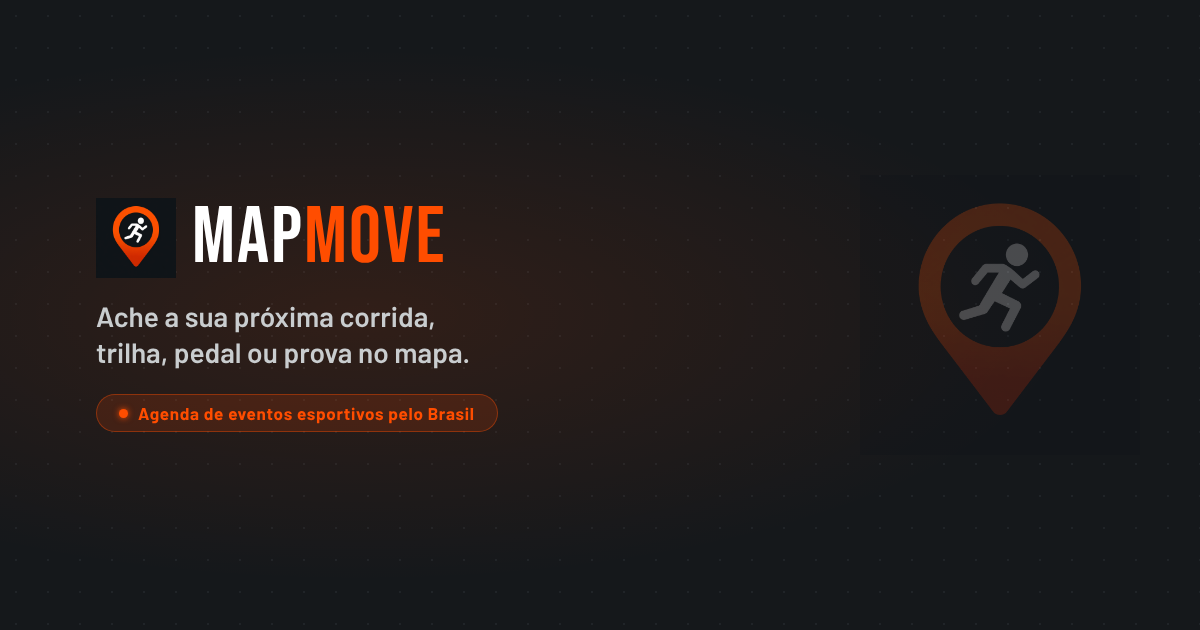 MAPMOVE
Ache a sua próxima corrida,
trilha, pedal ou prova no mapa.
Agenda de eventos esportivos pelo Brasil